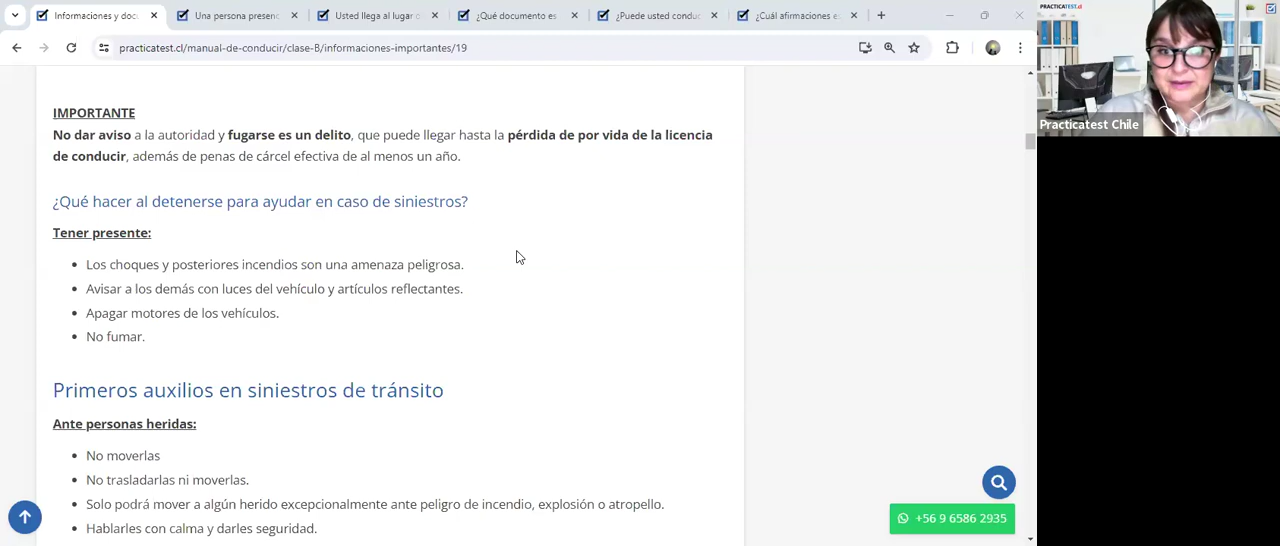 Informaciones y docu
Una persona presenc
Usted llega al lugar d
¿Qué documento es
¿Puede usted conduc
¿Cuál afirmaciones es
practicatest.cl/manual-de-conducir/clase-B/informaciones-importantes/19
PRACTICATEST.cl
Practicatest Chile
IMPORTANTE
No dar aviso a la autoridad y fugarse es un delito, que puede llegar hasta la pérdida de por vida de la licencia
de conducir, además de penas de cárcel efectiva de al menos un año.
¿Qué hacer al detenerse para ayudar en caso de siniestros?
Tener presente:
• Los choques y posteriores incendios son una amenaza peligrosa.
• Avisar a los demás con luces del vehículo y artículos reflectantes.
• Apagar motores de los vehículos.
• No fumar.
Primeros auxilios en siniestros de tránsito
Ante personas heridas:
• No moverlas
• No trasladarlas ni moverlas.
• Solo podrá mover a algún herido excepcionalmente ante peligro de incendio, explosión o atropello.
• Hablarles con calma y darles seguridad.
+56 9 6586 2935